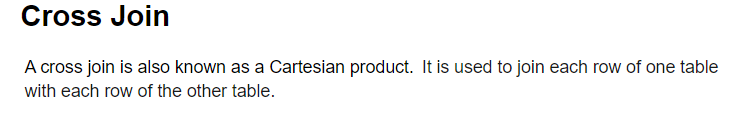 Cross Join
A cross join is also known as a Cartesian product.  It is used to join each row of one table
with each row of the other table.